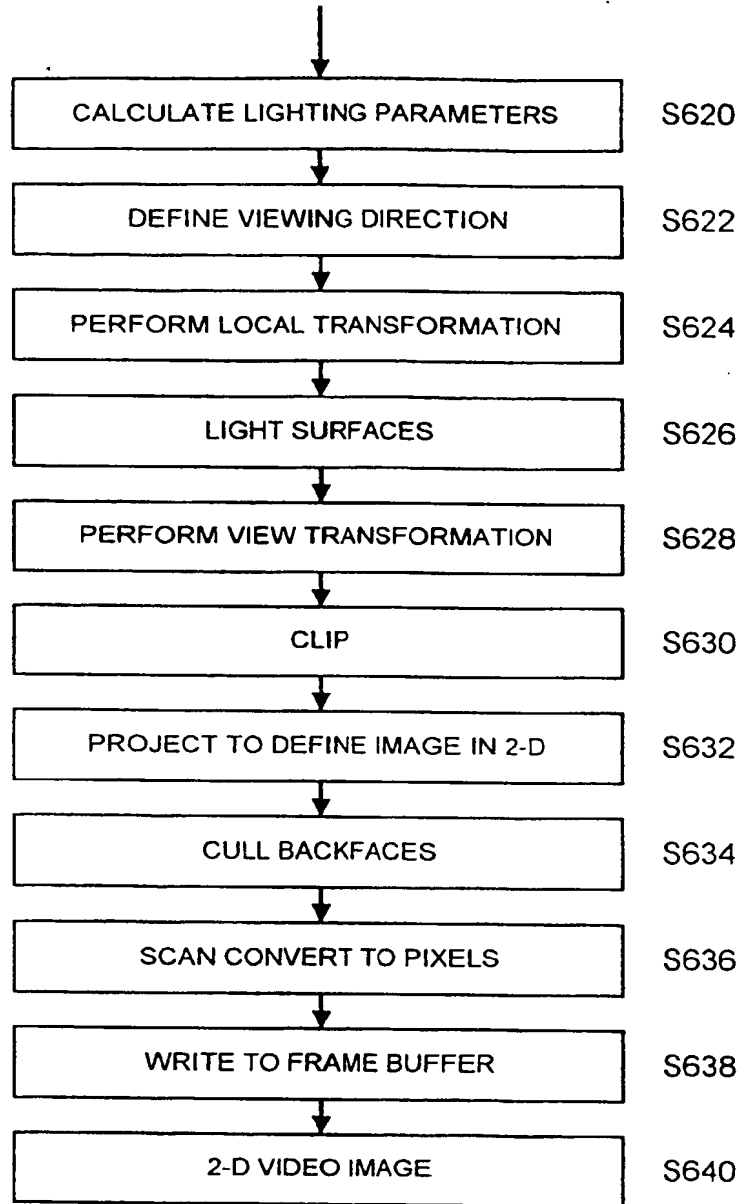 CALCULATE LIGHTING PARAMETERS S620
DEFINE VIEWING DIRECTION S622
PERFORM LOCAL TRANSFORMATION S624
LIGHT SURFACES S626
PERFORM VIEW TRANSFORMATION S628
CLIP S630
PROJECT TO DEFINE IMAGE IN 2-D S632
CULL BACKFACES S634
SCAN CONVERT TO PIXELS S636
WRITE TO FRAME BUFFER S638
2-D VIDEO IMAGE S640